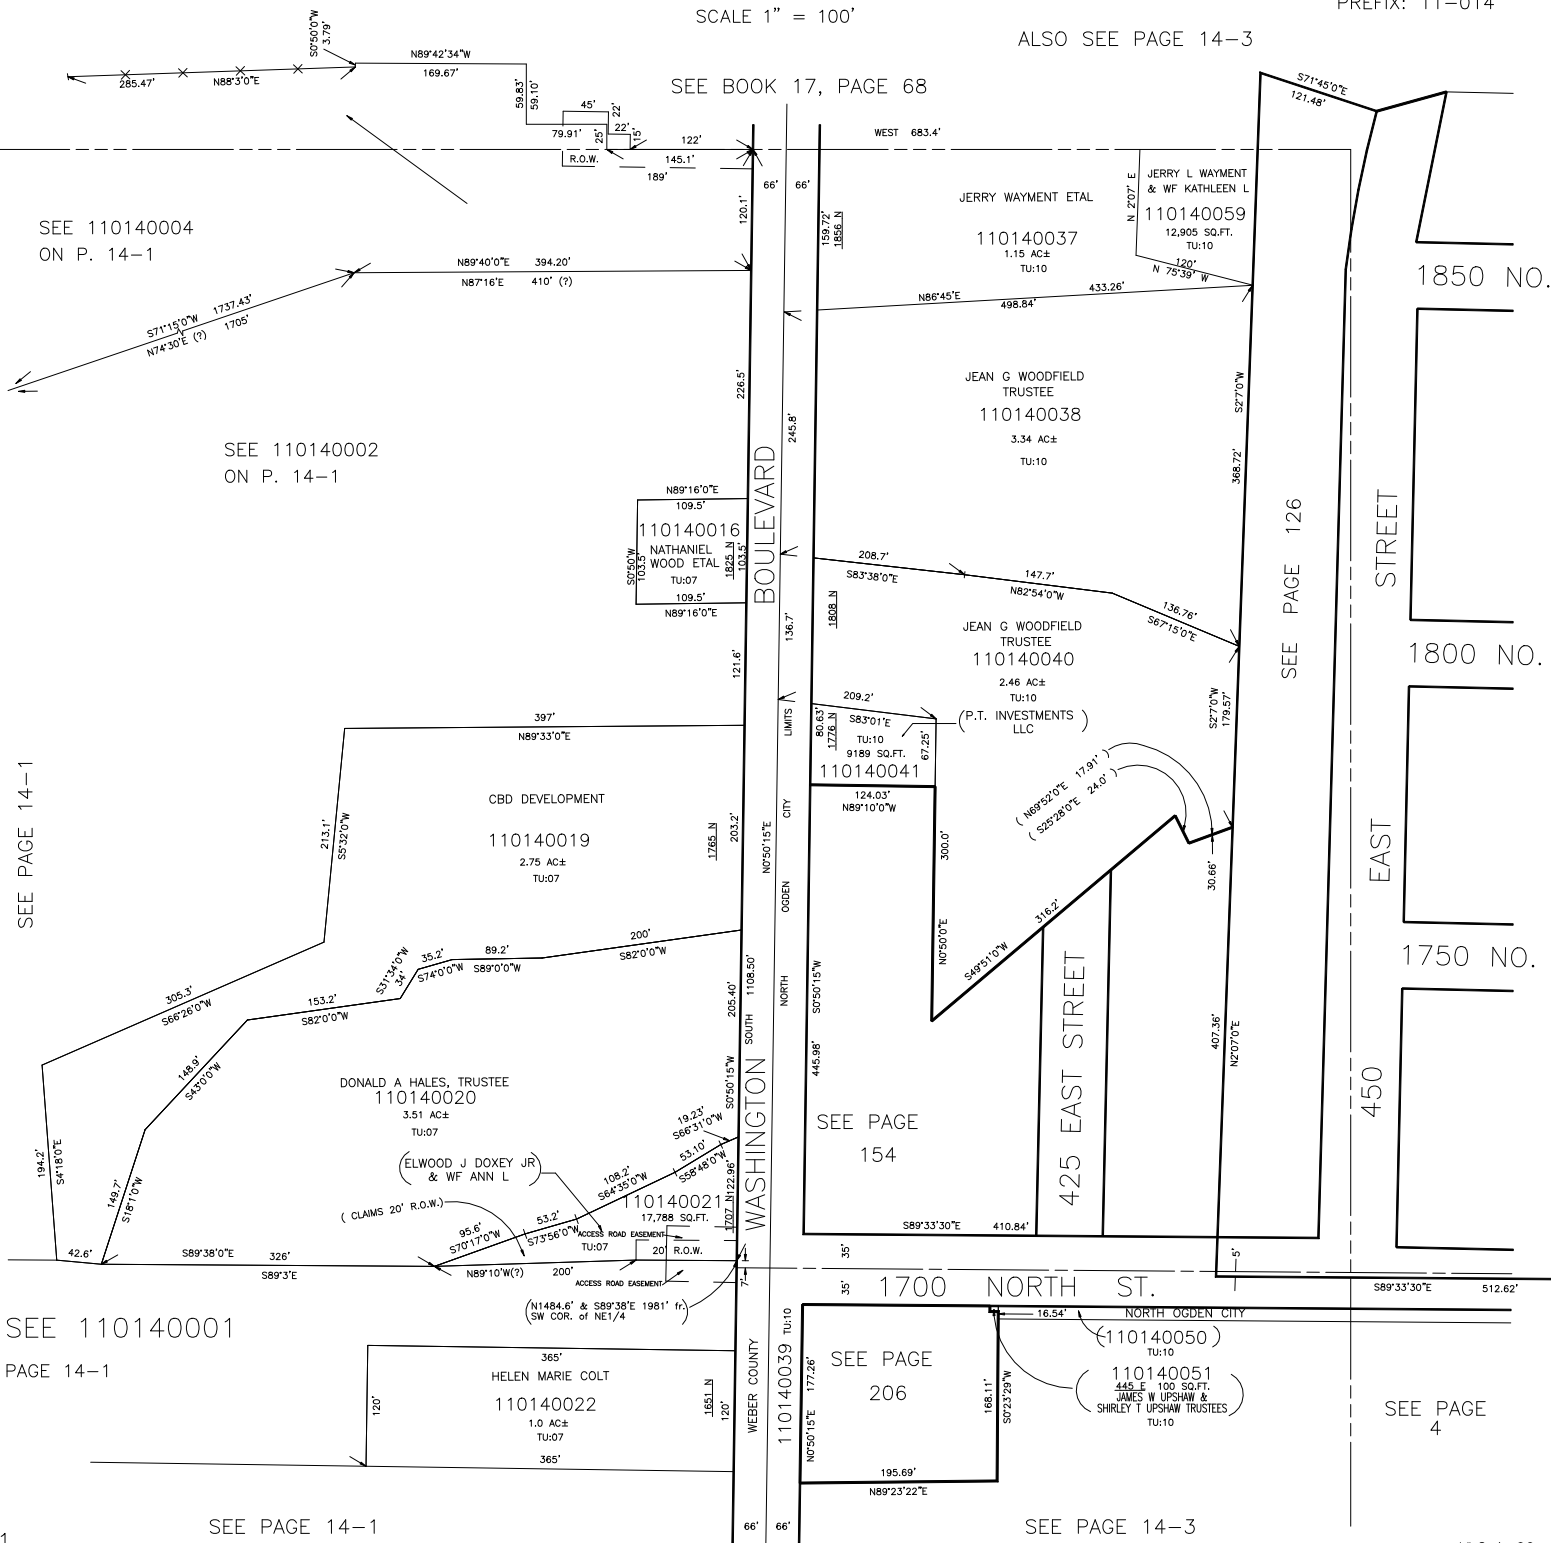 SCALE 1" = 100'
PREFIX: 11-014
ALSO SEE PAGE 14-3
SEE BOOK 17, PAGE 68
S0°50'0"W
3.79'
N89°42'34"W
169.67'
285.47'
N88°3'0"E
59.83'
59.10'
45'
22'
79.91'
25'
22'
15'
122'
R.O.W.
145.1'
189'
WEST 683.4'
S71°45'0"E
121.48'
66' 66'
120.1'
159.72'
1856 N
N 2°07' E
JERRY WAYMENT ETAL
110140037
1.15 AC±
TU:10
JERRY L WAYMENT
& WF KATHLEEN L
110140059
12,905 SQ.FT.
TU:10
120'
N 75°39' W
SEE 110140004
ON P. 14-1
N89°40'0"E 394.20'
N87°16'E 410' (?)
S71°15'0"W 1737.43'
N74°30'E (?) 1705'
N86°45'E 433.26'
498.84'
1850 NO.
226.5'
245.8'
JEAN G WOODFIELD
TRUSTEE
110140038
3.34 AC±
TU:10
S2°7'0"W
368.72'
SEE 110140002
ON P. 14-1
N89°16'0"E
109.5'
110140016
NATHANIEL
WOOD ETAL
TU:07
S0°50'W
103.5'
1825 N
103.5'
109.5'
N89°16'0"E
BOULEVARD
208.7'
S83°38'0"E
147.7'
N82°54'0"W
136.76'
S67°15'0"E
1808 N
136.7'
121.6'
JEAN G WOODFIELD
TRUSTEE
110140040
2.46 AC±
TU:10
SEE PAGE 126
STREET
1800 NO.
S2°7'0"W
179.57'
209.2'
S83°01'E
80.63'
1776 N
TU:10
9189 SQ.FT.
110140041
67.25'
(P.T. INVESTMENTS
LLC )
124.03'
N89°10'0"W
( N69°52'0"E 17.91' )
( S25°28'0"E 24.0' )
30.66'
397'
N89°33'0"E
SEE PAGE 14-1
213.1'
S5°32'0"W
CBD DEVELOPMENT
110140019
2.75 AC±
TU:07
1765 N
203.2'
N0°50'15"E
LIMITS
CITY
OGDEN
NORTH
300.0'
N0°50'0"E
316.2'
S49°51'0"W
EAST
1750 NO.
305.3'
S66°26'0"W
153.2'
S82°0'0"W
S31°34'0"W
34'
35.2'
S74°0'0"W
89.2'
S89°0'0"W
200'
S82°0'0"W
SOUTH 1108.50'
205.40'
S0°50'15"W
S0°50'15"W
445.98'
148.9'
S43°0'0"W
DONALD A HALES, TRUSTEE
110140020
3.51 AC±
TU:07
WASHINGTON
425 EAST STREET
407.36'
N2°07'0"E
450
SEE PAGE
154
194.2'
S4°18'0"E
149.7'
S18°1'0"W
19.23'
S66°31'0"W
53.10'
S58°48'0"W
108.2'
S64°35'0"W
(ELWOOD J DOXEY JR
& WF ANN L )
( CLAIMS 20' R.O.W.)
95.6'
S70°17'0"W
53.2'
S73°56'0"W
110140021
17,788 SQ.FT.
ACCESS ROAD EASEMENT
TU:07
20' R.O.W.
1707 N
122.96'
42.6'
S89°38'0"E 326'
S89°3'E
N89°10'W(?) 200'
ACCESS ROAD EASEMENT
7'
(N1484.6' & S89°38'E 1981' fr.
SW COR. of NE1/4 )
S89°33'30"E 410.84'
35'
35'
5'
1700 NORTH ST.
S89°33'30"E 512.62'
SEE 110140001
PAGE 14-1
16.54'
NORTH OGDEN CITY
(110140050)
TU:10
110140051
445 E 100 SQ.FT.
JAMES W UPSHAW &
SHIRLEY T UPSHAW TRUSTEES
TU:10
365'
HELEN MARIE COLT
110140022
1.0 AC±
TU:07
120'
1651 N
120'
365'
WEBER COUNTY
110140039 TU:10
N0°50'15"E 177.26'
SEE PAGE
206
168.11'
S0°23'29"W
195.69'
N89°23'22"E
SEE PAGE
4
SEE PAGE 14-1
66' 66'
SEE PAGE 14-3